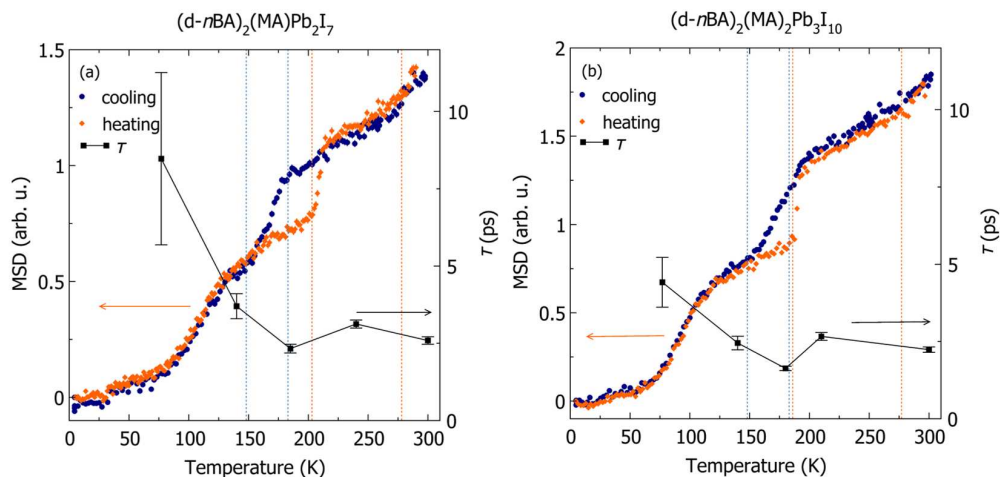 (d-nBA)₂(MA)Pb₂I₇
(a)
cooling
heating
τ
MSD (arb. u.)
1.5
1.0
0.5
0
τ (ps)
10
5
0
0 50 100 150 200 250 300
Temperature (K)
(d-nBA)₂(MA)₂Pb₃I₁₀
(b)
cooling
heating
τ
MSD (arb. u.)
2
1.5
1
0.5
0
τ (ps)
10
5
0
0 50 100 150 200 250 300
Temperature (K)